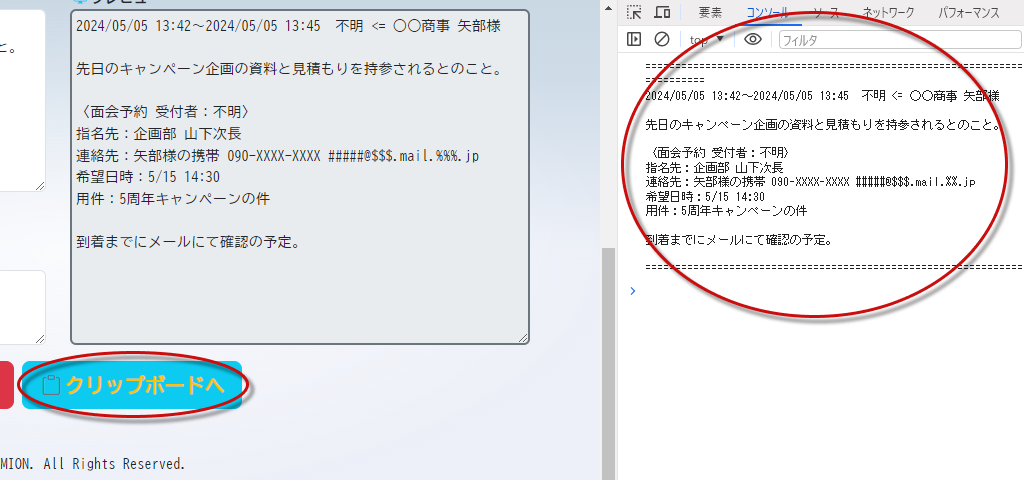 プレビュー
と。
2024/05/05 13:42～2024/05/05 13:45　不明 <= 〇〇商事 矢部様
先日のキャンペーン企画の資料と見積もりを持参されるとのこと。
〈面会予約 受付者：不明〉
指名先：企画部 山下次長
連絡先：矢部様の携帯 090-XXXX-XXXX #####@$$$.mail.%%%.jp
希望日時：5/15 14:30
用件：5周年キャンペーンの件
到着までにメールにて確認の予定。
クリップボードへ
MION. All Rights Reserved.
要素 コンソール ソース ネットワーク パフォーマンス
top ▼ フィルタ
2024/05/05 13:42～2024/05/05 13:45　不明 <= 〇〇商事 矢部様
先日のキャンペーン企画の資料と見積もりを持参されるとのこと。
〈面会予約 受付者：不明〉
指名先：企画部 山下次長
連絡先：矢部様の携帯 090-XXXX-XXXX #####@$$$.mail.%%.jp
希望日時：5/15 14:30
用件：5周年キャンペーンの件
到着までにメールにて確認の予定。